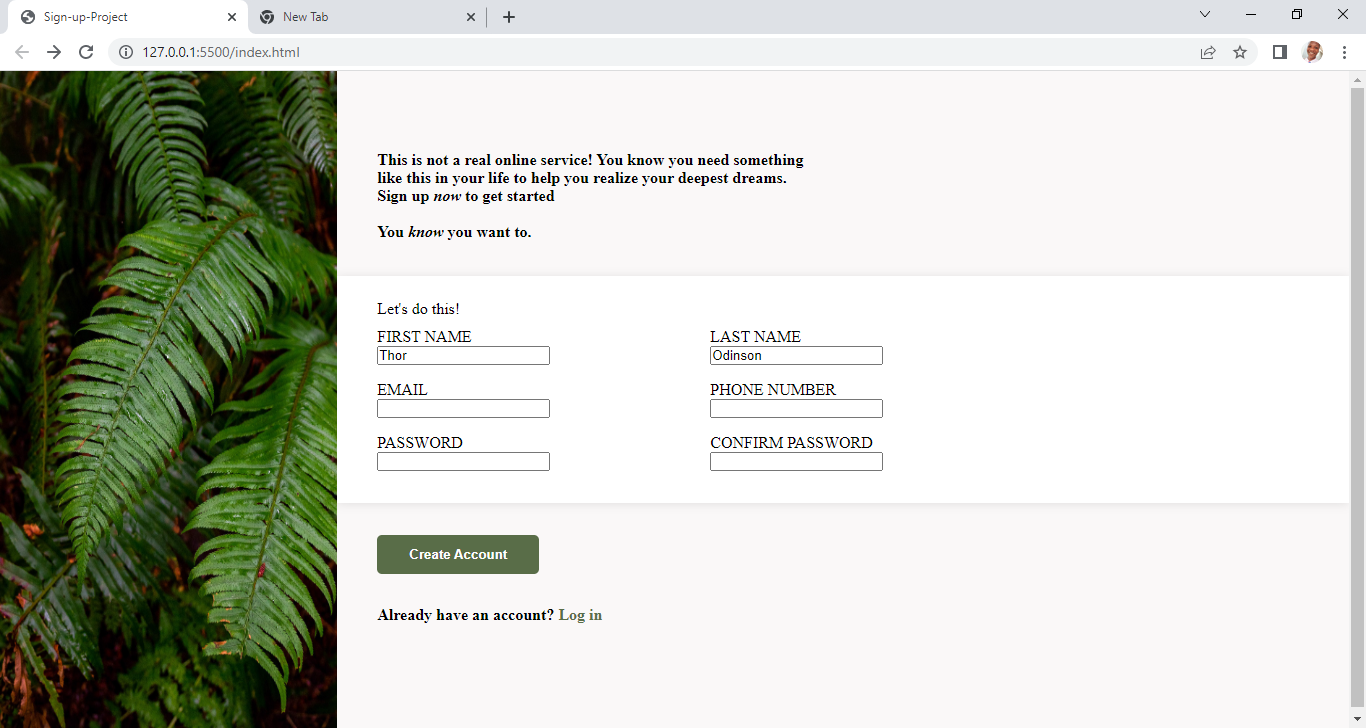 Sign-up-Project
New Tab
127.0.0.1:5500/index.html
This is not a real online service! You know you need something
like this in your life to help you realize your deepest dreams.
Sign up now to get started
You know you want to.
Let's do this!
FIRST NAME
LAST NAME
Thor
Odinson
EMAIL
PHONE NUMBER
PASSWORD
CONFIRM PASSWORD
Create Account
Already have an account? Log in